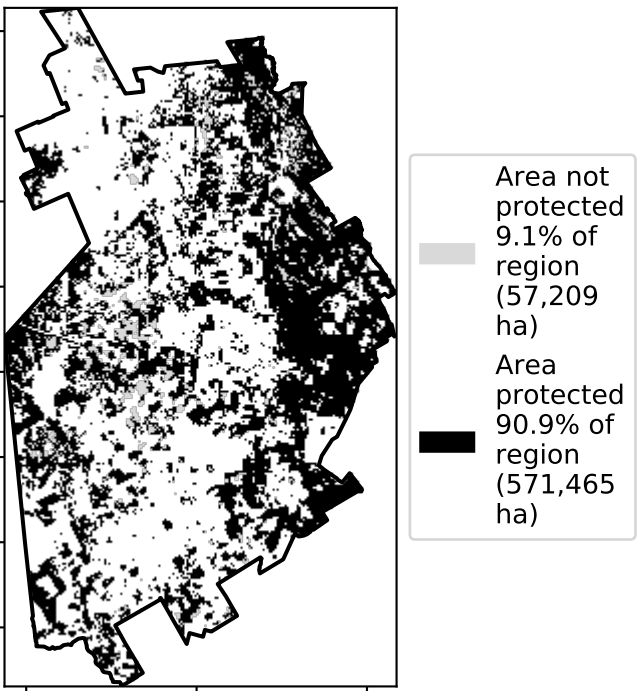 Area not
protected
9.1% of
region
(57,209
ha)
Area
protected
90.9% of
region
(571,465
ha)